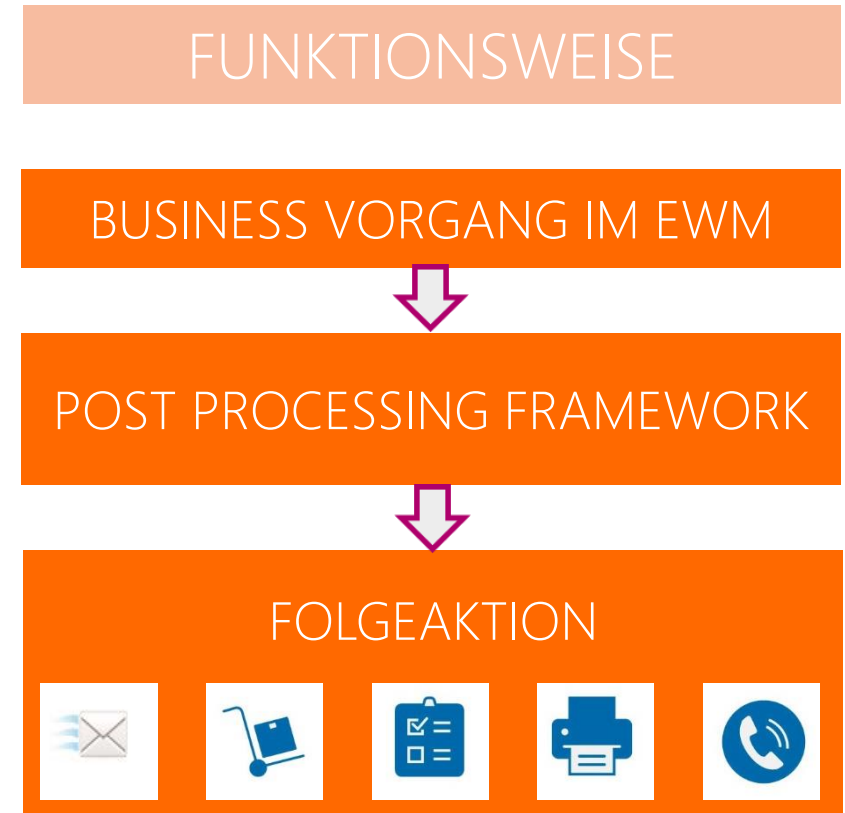 FUNKTIONSWEISE
BUSINESS VORGANG IM EWM
POST PROCESSING FRAMEWORK
FOLGEAKTION